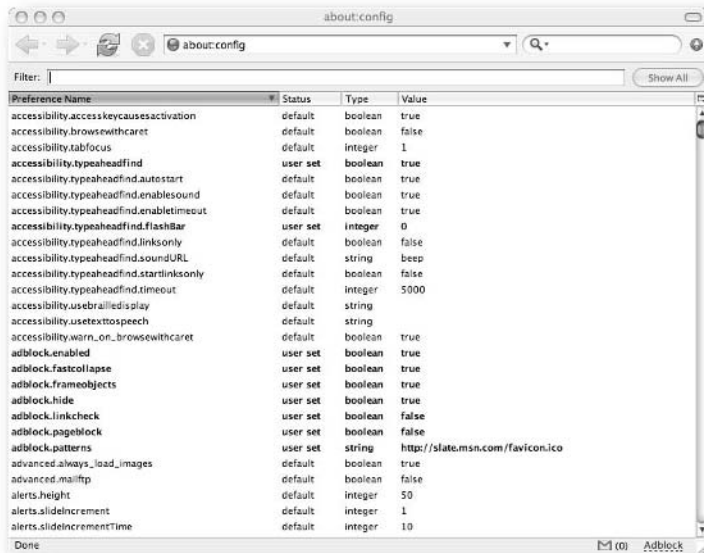 about:config
about:config
Filter: Show All
Preference Name Status Type Value
accessibility.accesskeycausesactivation default boolean true
accessibility.browsewithcaret default boolean false
accessibility.tabfocus default integer 1
accessibility.typeaheadfind user set boolean true
accessibility.typeaheadfind.autostart default boolean true
accessibility.typeaheadfind.enablesound default boolean true
accessibility.typeaheadfind.enabletimeout default boolean true
accessibility.typeaheadfind.flashBar user set integer 0
accessibility.typeaheadfind.linksonly default boolean false
accessibility.typeaheadfind.soundURL default string beep
accessibility.typeaheadfind.startlinksonly default boolean false
accessibility.typeaheadfind.timeout default integer 5000
accessibility.usebrailledisplay default string
accessibility.usetexttospeech default string
accessibility.warn_on_browsewithcaret default boolean true
adblock.enabled user set boolean true
adblock.fastcollapse user set boolean true
adblock.frameobjects user set boolean true
adblock.hide user set boolean true
adblock.linkcheck user set boolean false
adblock.pageblock user set boolean false
adblock.patterns user set string http://slate.msn.com/favicon.ico
advanced.always_load_images default boolean true
advanced.mailftp default boolean false
alerts.height default integer 50
alerts.slideIncrement default integer 1
alerts.slideIncrementTime default integer 10
Done (0) Adblock